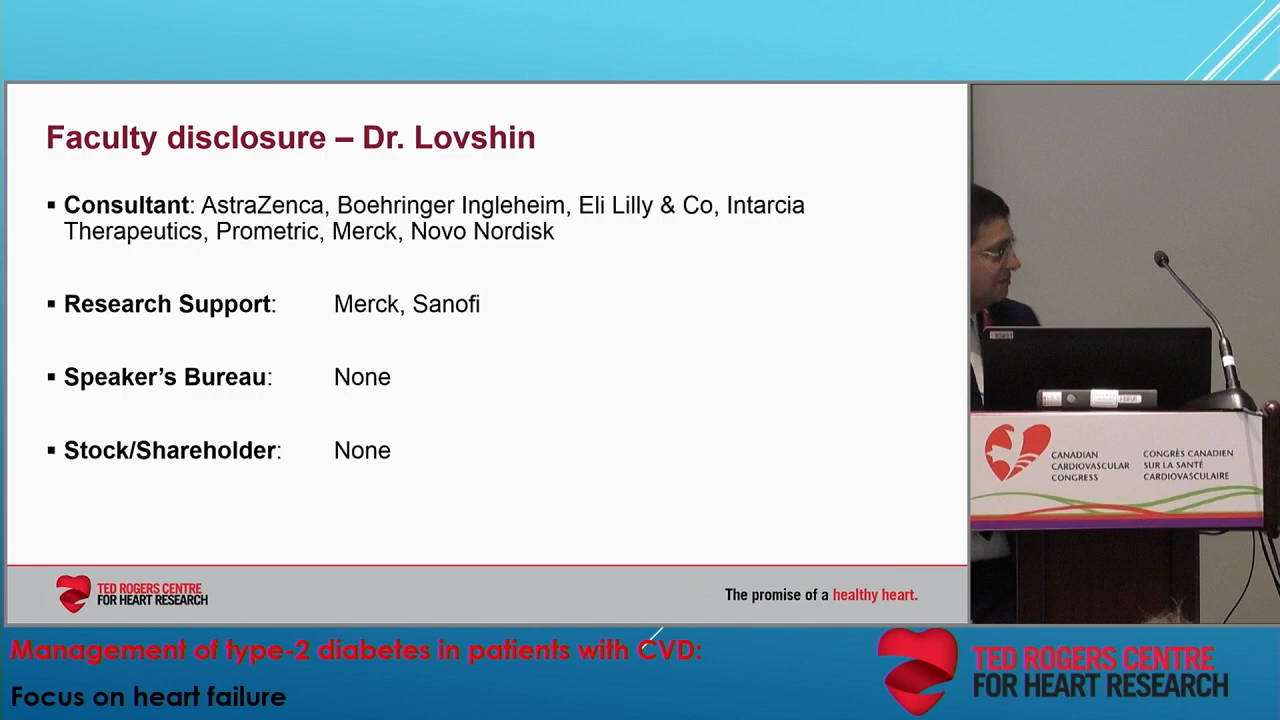 Faculty disclosure – Dr. Lovshin
▪ Consultant: AstraZenca, Boehringer Ingleheim, Eli Lilly & Co, Intarcia
Therapeutics, Prometric, Merck, Novo Nordisk
▪ Research Support: Merck, Sanofi
▪ Speaker's Bureau: None
▪ Stock/Shareholder: None
TED ROGERS CENTRE
FOR HEART RESEARCH
The promise of a healthy heart.
CANADIAN
CARDIOVASCULAR
CONGRESS
CONGRÈS CANADIEN
SUR LA SANTÉ
CARDIOVASCULAIRE
Management of type-2 diabetes in patients with CVD:
Focus on heart failure
TED ROGERS CENTRE
FOR HEART RESEARCH